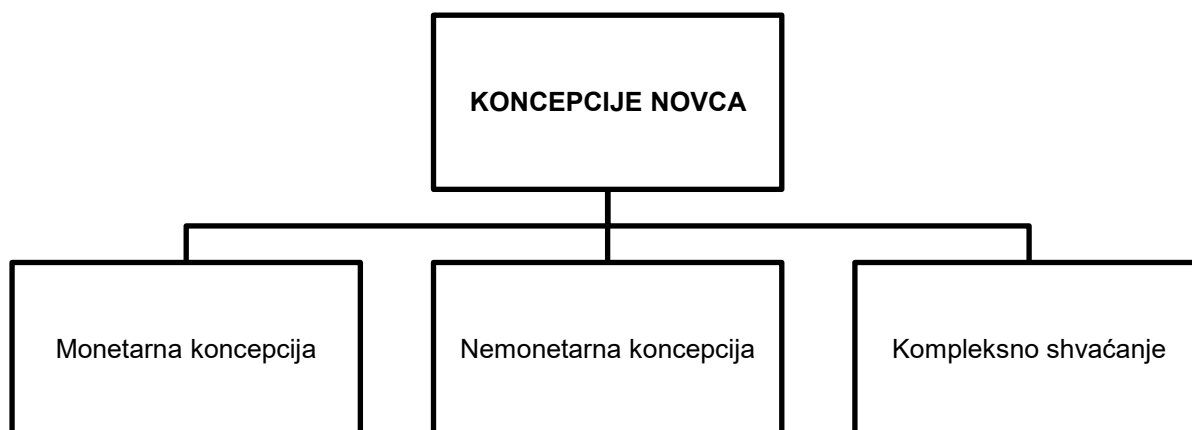 KONCEPCIJE NOVCA
Monetarna koncepcija
Nemonetarna koncepcija
Kompleksno shvaćanje